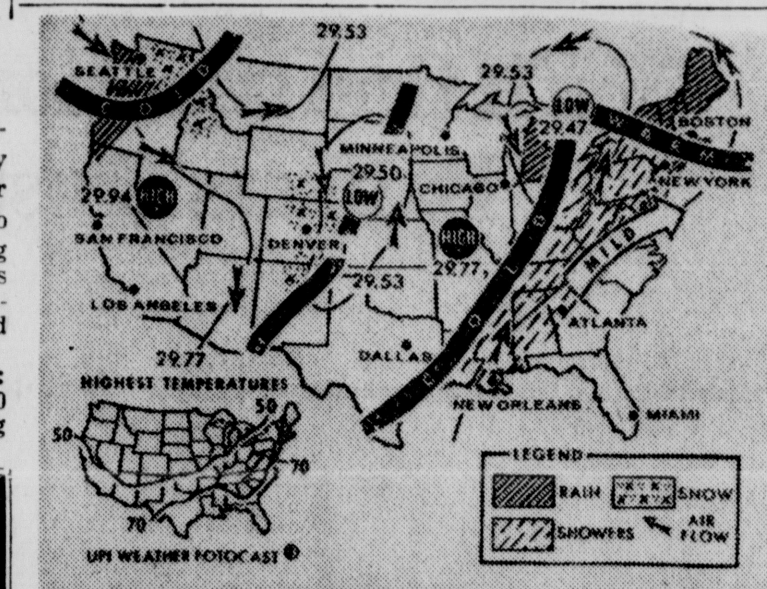 29.53
SEATTLE
COLD
29.53
LOW
29.47
WARM
BOSTON
MINNEAPOLIS
29.50
LOW
CHICAGO
NEW YORK
29.94
HIGH
SAN FRANCISCO
DENVER
HIGH
29.77
COLD
MILD
29.53
LOS ANGELES
ATLANTA
29.77
DALLAS
HIGHEST TEMPERATURES
NEW ORLEANS
MIAMI
50
50
70
70
LEGEND
RAIN
SNOW
SHOWERS
AIR
FLOW
UPI WEATHER FOTOCAST